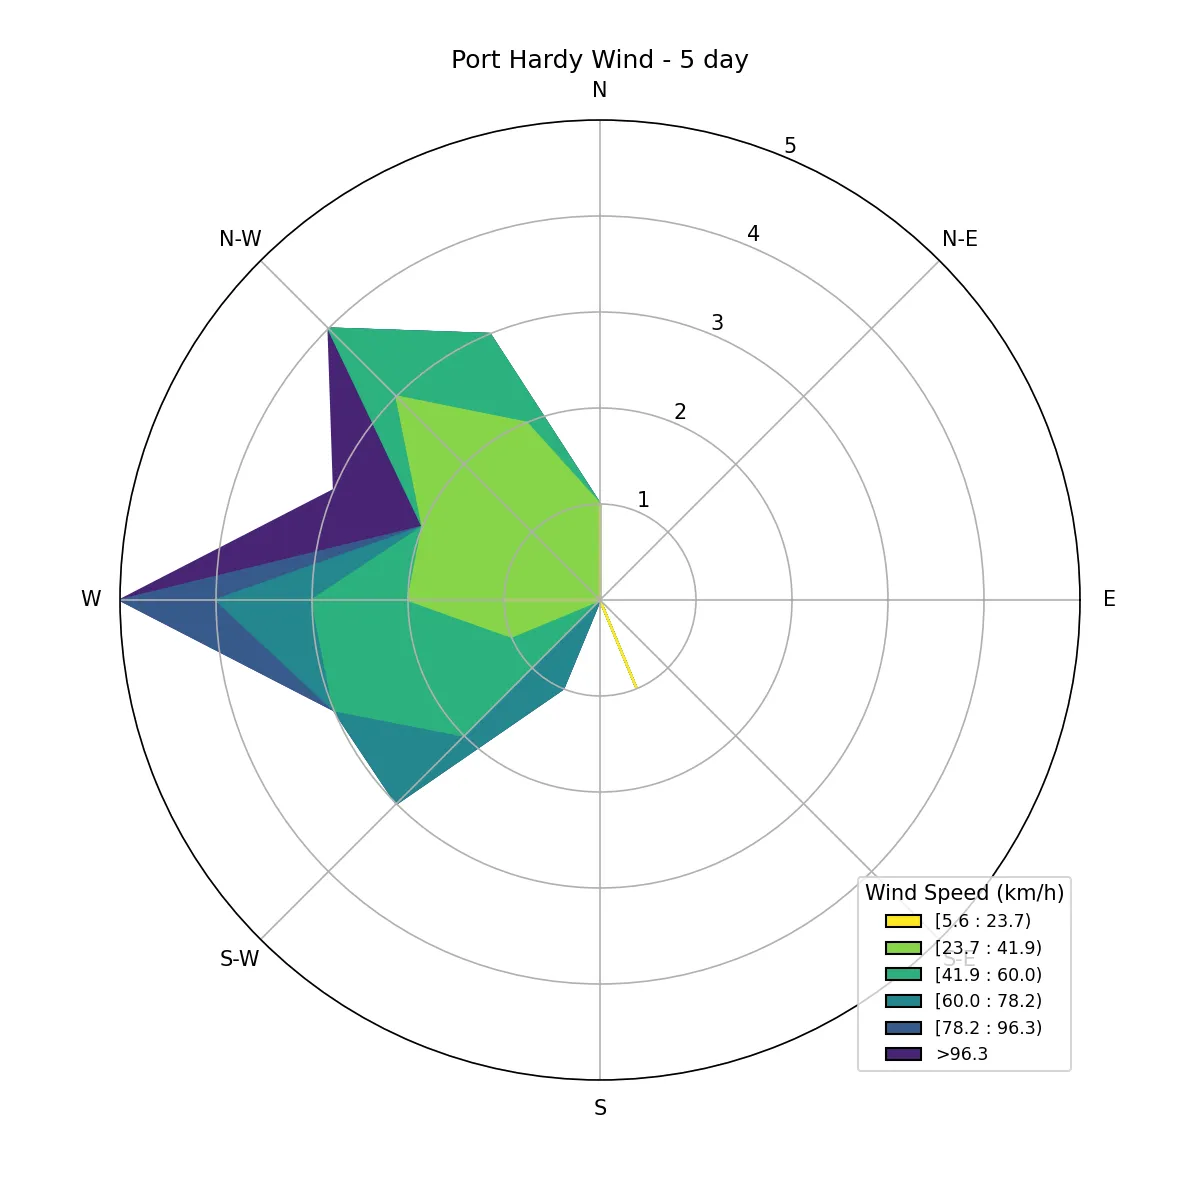 Port Hardy Wind - 5 day
N
5
N-W
4
N-E
3
2
1
W
E
S-W
S-E
S
Wind Speed (km/h)
[5.6 : 23.7)
[23.7 : 41.9)
[41.9 : 60.0)
[60.0 : 78.2)
[78.2 : 96.3)
>96.3